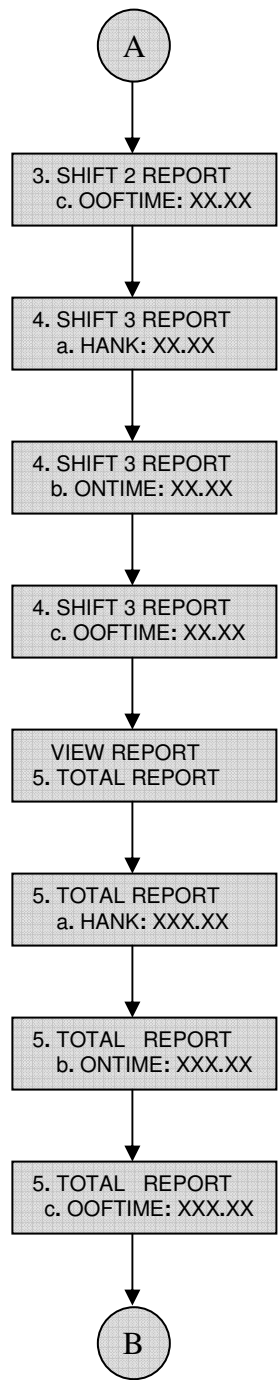 A
3. SHIFT 2 REPORT
c. OOFTIME: XX.XX
4. SHIFT 3 REPORT
a. HANK: XX.XX
4. SHIFT 3 REPORT
b. ONTIME: XX.XX
4. SHIFT 3 REPORT
c. OOFTIME: XX.XX
VIEW REPORT
5. TOTAL REPORT
5. TOTAL REPORT
a. HANK: XXX.XX
5. TOTAL REPORT
b. ONTIME: XXX.XX
5. TOTAL REPORT
c. OOFTIME: XXX.XX
B